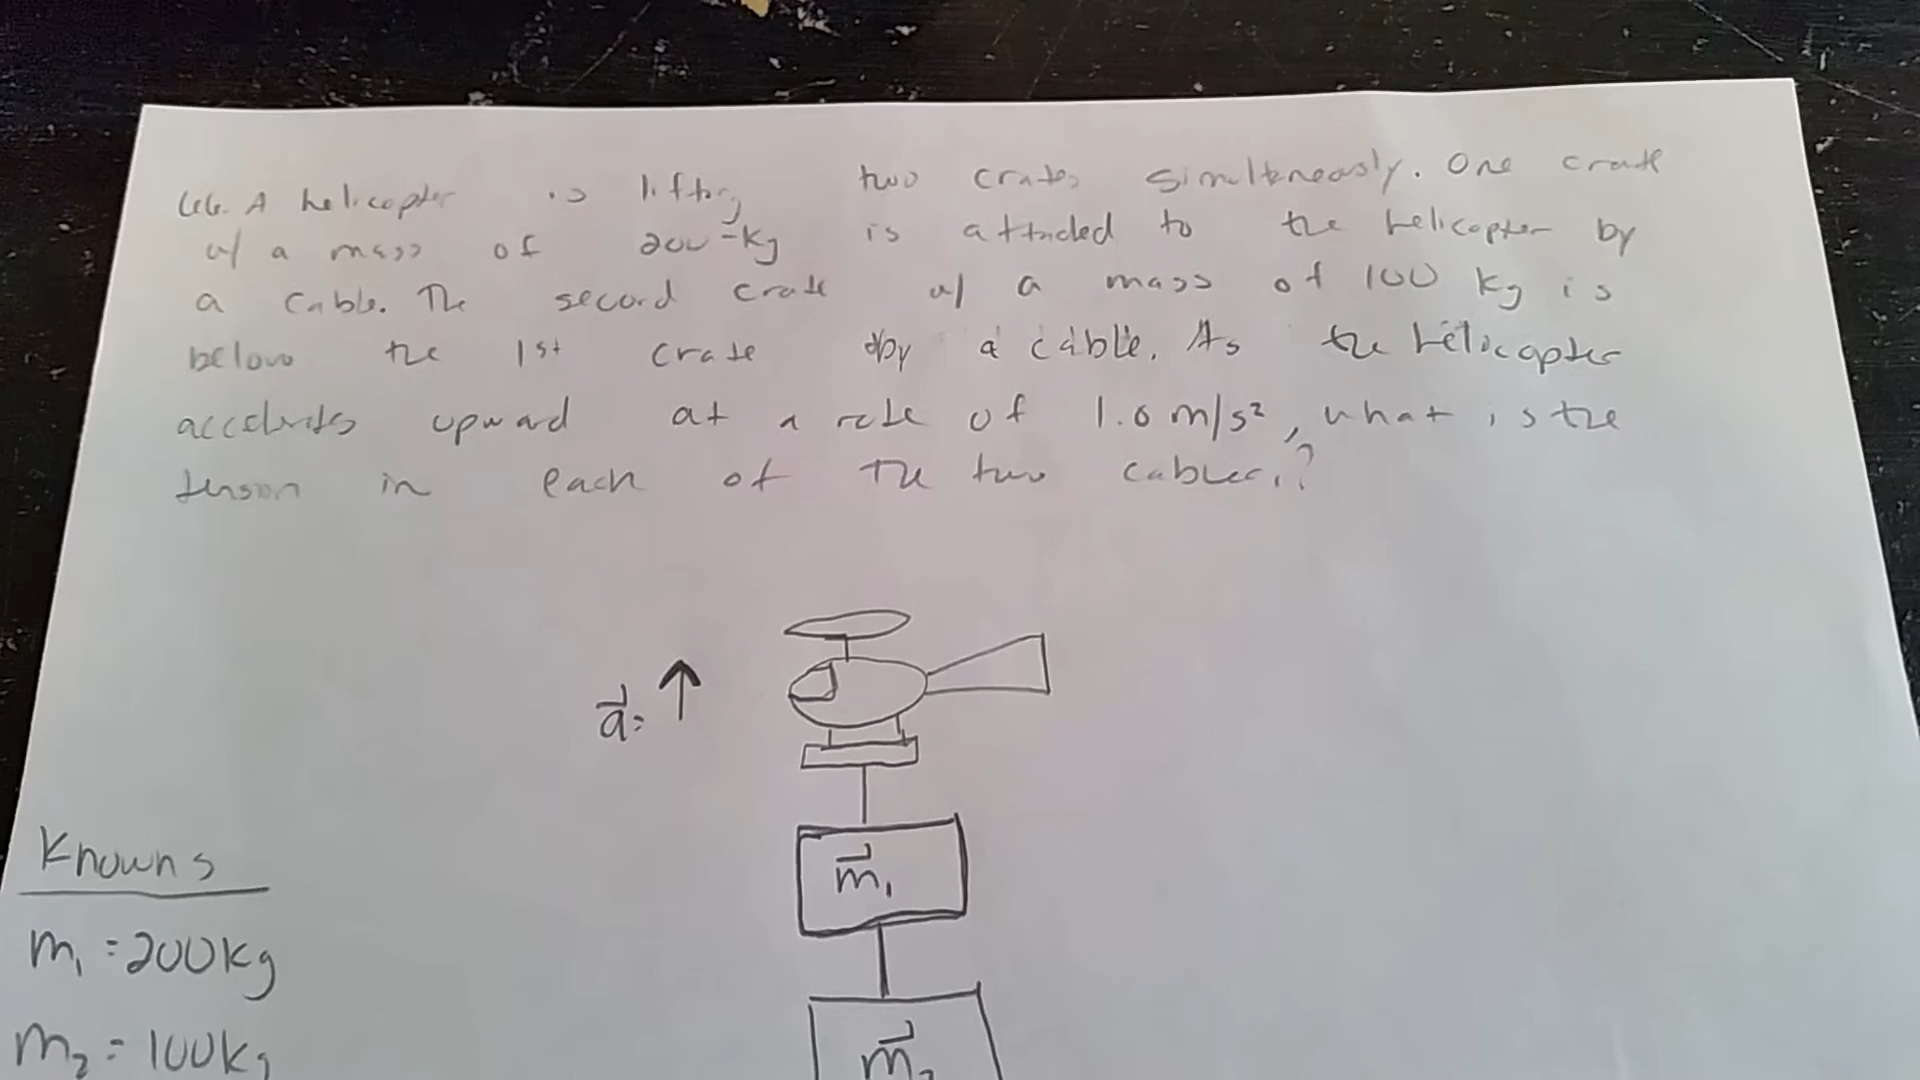 66. A helicopter is lifting two crates simultaneously. One crate
w/ a mass of 200-kg is attached to the helicopter by
a cable. The second crate w/ a mass of 100 kg is
below the 1st crate by a cable. As the helicopter
accelerates upward at a rate of 1.0 m/s², what is the
tension in each of the two cables?
a:
m₁
m₂
Knowns
m₁ = 200kg
m₂ = 100kg